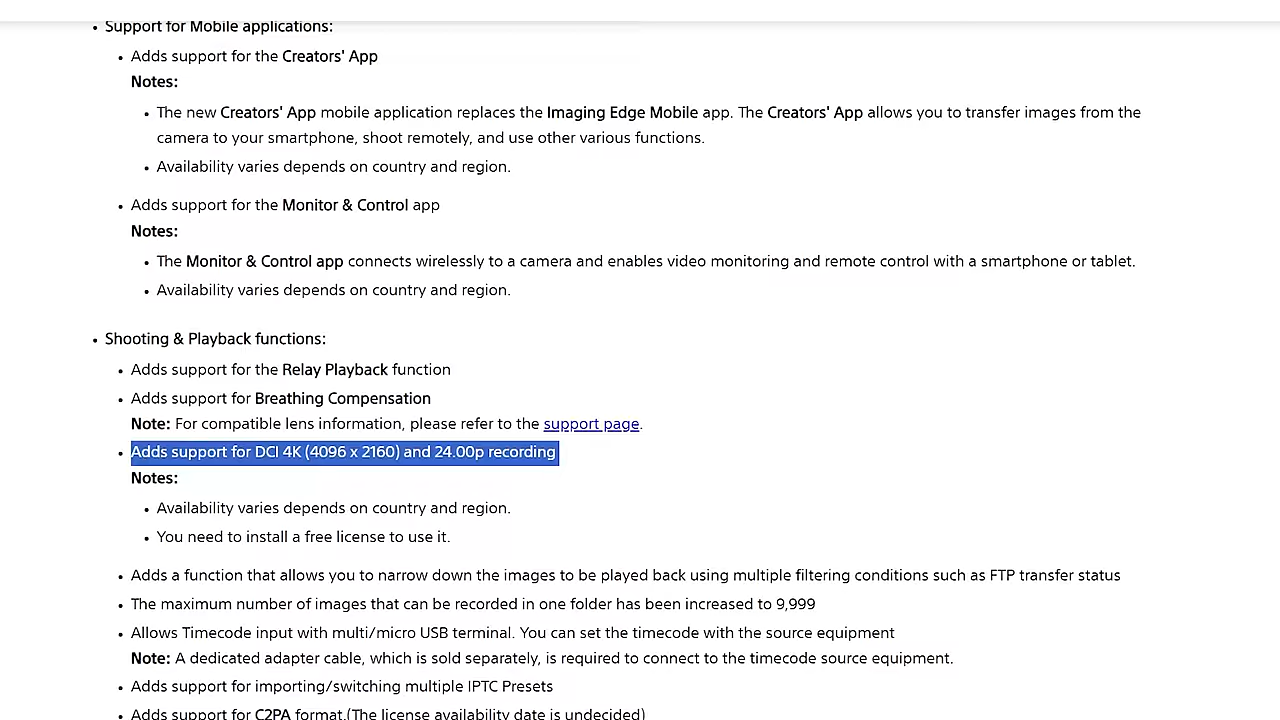 • Support for Mobile applications:
• Adds support for the Creators' App
Notes:
• The new Creators' App mobile application replaces the Imaging Edge Mobile app. The Creators' App allows you to transfer images from the
camera to your smartphone, shoot remotely, and use other various functions.
• Availability varies depends on country and region.
• Adds support for the Monitor & Control app
Notes:
• The Monitor & Control app connects wirelessly to a camera and enables video monitoring and remote control with a smartphone or tablet.
• Availability varies depends on country and region.
• Shooting & Playback functions:
• Adds support for the Relay Playback function
• Adds support for Breathing Compensation
Note: For compatible lens information, please refer to the support page.
• Adds support for DCI 4K (4096 x 2160) and 24.00p recording
Notes:
• Availability varies depends on country and region.
• You need to install a free license to use it.
• Adds a function that allows you to narrow down the images to be played back using multiple filtering conditions such as FTP transfer status
• The maximum number of images that can be recorded in one folder has been increased to 9,999
• Allows Timecode input with multi/micro USB terminal. You can set the timecode with the source equipment
Note: A dedicated adapter cable, which is sold separately, is required to connect to the timecode source equipment.
• Adds support for importing/switching multiple IPTC Presets
• Adds support for C2PA format.(The license availability date is undecided)